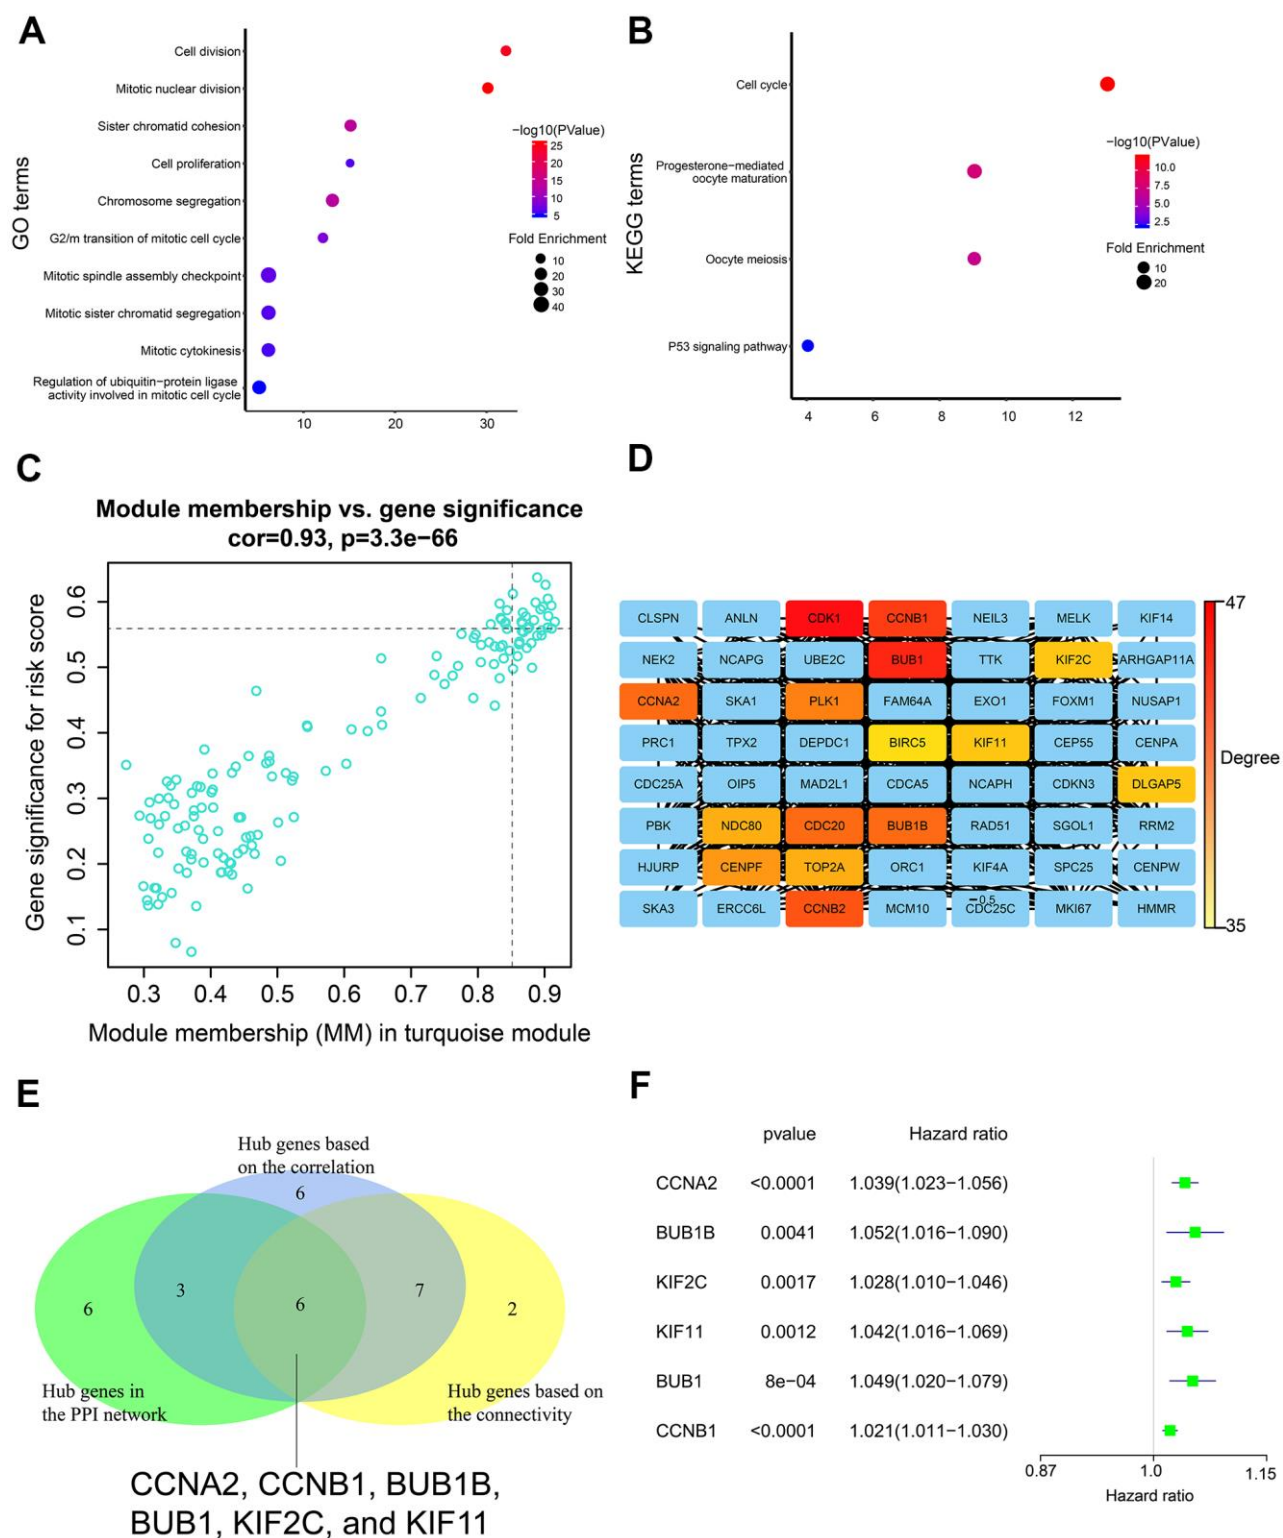 A
GO terms
Cell division
Mitotic nuclear division
Sister chromatid cohesion
Cell proliferation
Chromosome segregation
G2/m transition of mitotic cell cycle
Mitotic spindle assembly checkpoint
Mitotic sister chromatid segregation
Mitotic cytokinesis
Regulation of ubiquitin−protein ligase
activity involved in mitotic cell cycle
10 20 30
−log10(PValue)
25
20
15
10
5
Fold Enrichment
10
20
30
40
B
KEGG terms
Cell cycle
Progesterone−mediated
oocyte maturation
Oocyte meiosis
P53 signaling pathway
4 6 8 10 12
−log10(PValue)
10.0
7.5
5.0
2.5
Fold Enrichment
10
20
C
Module membership vs. gene significance
cor=0.93, p=3.3e−66
Gene significance for risk score
0.6
0.5
0.4
0.3
0.2
0.1
0.3 0.4 0.5 0.6 0.7 0.8 0.9
Module membership (MM) in turquoise module
D
CLSPN ANLN CDK1 CCNB1 NEIL3 MELK KIF14
NEK2 NCAPG UBE2C BUB1 TTK KIF2C ARHGAP11A
CCNA2 SKA1 PLK1 FAM64A EXO1 FOXM1 NUSAP1
PRC1 TPX2 DEPDC1 BIRC5 KIF11 CEP55 CENPA
CDC25A OIP5 MAD2L1 CDCA5 NCAPH CDKN3 DLGAP5
PBK NDC80 CDC20 BUB1B RAD51 SGOL1 RRM2
HJURP CENPF TOP2A ORC1 KIF4A SPC25 CENPW
SKA3 ERCC6L CCNB2 MCM10 CDC25C MKI67 HMMR
0.5
47
Degree
35
E
Hub genes based
on the correlation
6
6
3
6
7
2
Hub genes in
the PPI network
Hub genes based on
the connectivity
CCNA2, CCNB1, BUB1B,
BUB1, KIF2C, and KIF11
F
pvalue Hazard ratio
CCNA2 <0.0001 1.039(1.023−1.056)
BUB1B 0.0041 1.052(1.016−1.090)
KIF2C 0.0017 1.028(1.010−1.046)
KIF11 0.0012 1.042(1.016−1.069)
BUB1 8e−04 1.049(1.020−1.079)
CCNB1 <0.0001 1.021(1.011−1.030)
0.87 1.0 1.15
Hazard ratio